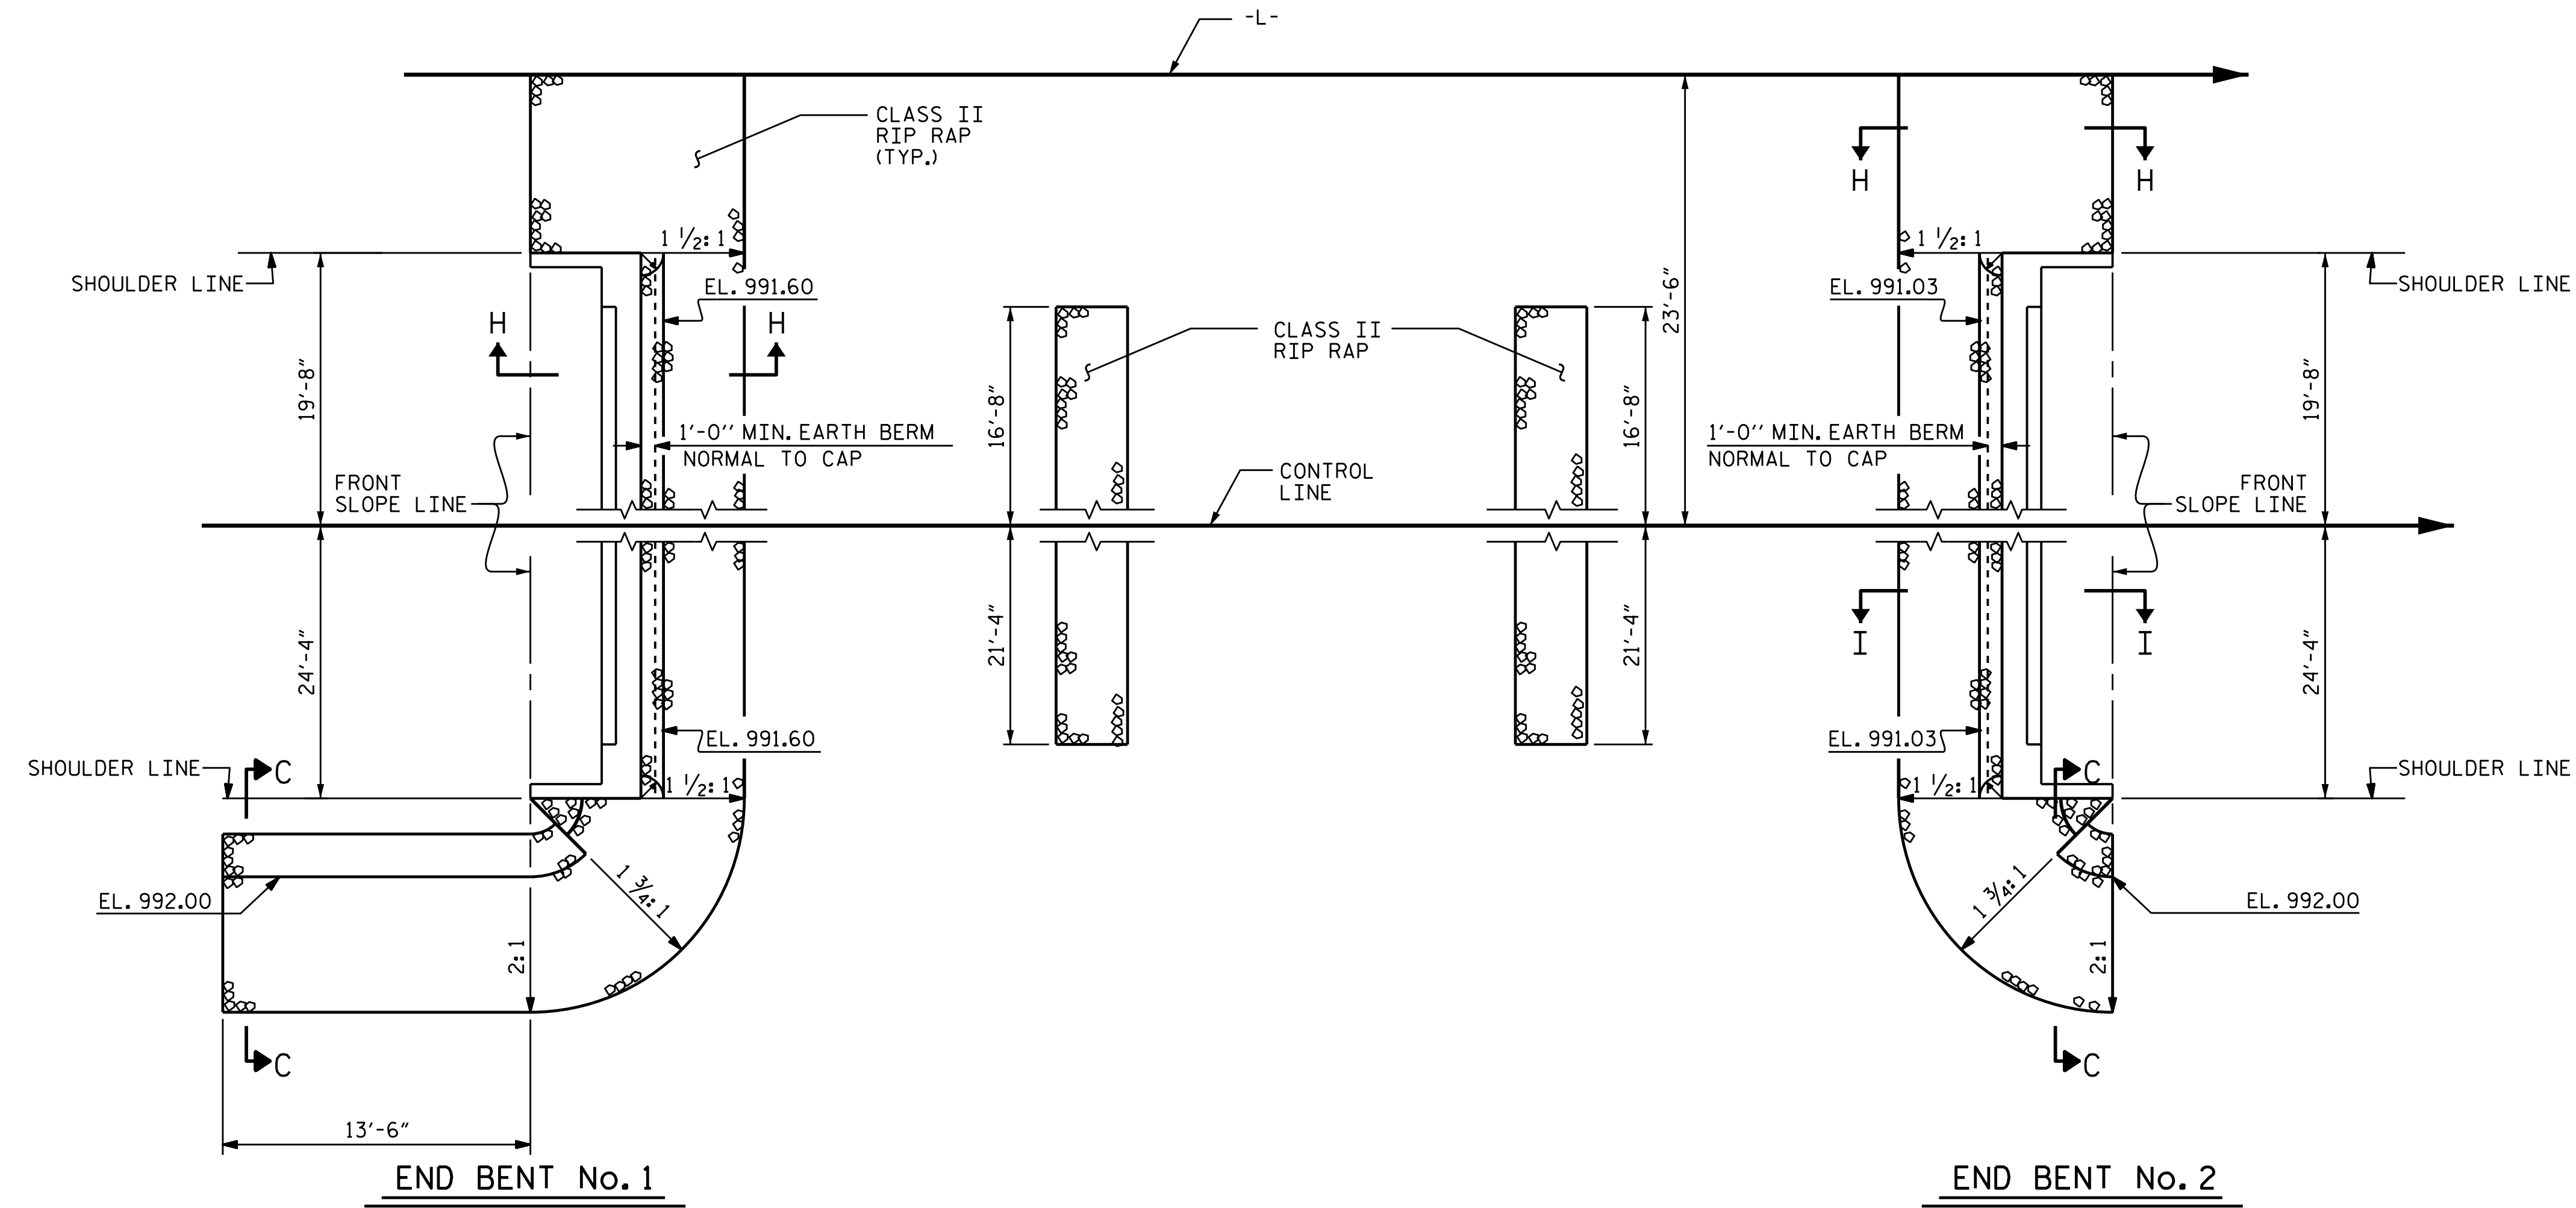 -L-
CLASS II
RIP RAP
(TYP.)
H
H
1 1/2: 1
1 1/2: 1
SHOULDER LINE
EL. 991.60
EL. 991.03
SHOULDER LINE
H
H
CLASS II
RIP RAP
23'-6"
19'-8"
16'-8"
16'-8"
19'-8"
1'-0" MIN. EARTH BERM
NORMAL TO CAP
1'-0" MIN. EARTH BERM
NORMAL TO CAP
FRONT
SLOPE LINE
CONTROL
LINE
FRONT
SLOPE LINE
24'-4"
21'-4"
21'-4"
I
I
24'-4"
EL. 991.60
EL. 991.03
SHOULDER LINE
C
1 1/2: 1
1 1/2: 1
C
SHOULDER LINE
EL. 992.00
1 3/4: 1
1 3/4: 1
EL. 992.00
2: 1
2: 1
C
C
13'-6"
END BENT No. 1
END BENT No. 2